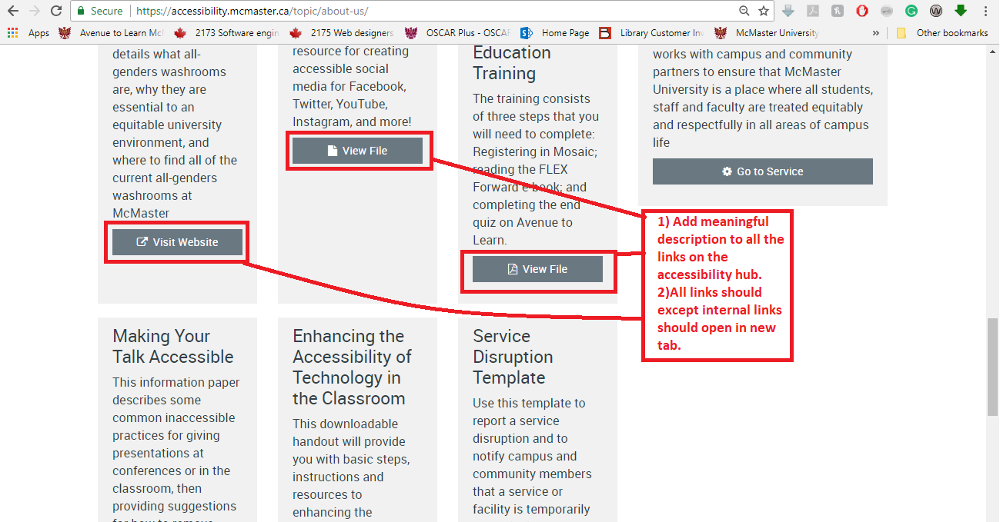 Secure
https://accessibility.mcmaster.ca/topic/about-us/
Apps
Avenue to Learn Mc
2173 Software engin
2175 Web designers
OSCAR Plus - OSCAR
Home Page
Library Customer Inv
McMaster University
»
Other bookmarks
details what all-
genders washrooms
are, why they are
essential to an
equitable university
environment, and
where to find all of the
current all-genders
washrooms at
McMaster
Visit Website
resource for creating
accessible social
media for Facebook,
Twitter, YouTube,
Instagram, and more!
View File
Education
Training
The training consists
of three steps that you
will need to complete:
Registering in Mosaic;
reading the FLEX
Forward e-book; and
completing the end
quiz on Avenue to
Learn.
View File
works with campus and community
partners to ensure that McMaster
University is a place where all students,
staff and faculty are treated equitably
and respectfully in all areas of campus
life
Go to Service
1) Add meaningful
description to all the
links on the
accessibility hub.
2)All links should
except internal links
should open in new
tab.
Making Your
Talk Accessible
This information paper
describes some
common inaccessible
practices for giving
presentations at
conferences or in the
classroom, then
providing suggestions
for how to remove
Enhancing the
Accessibility of
Technology in
the Classroom
This downloadable
handout will provide
you with basic steps,
instructions and
resources to
enhancing the
Service
Disruption
Template
Use this template to
report a service
disruption and to
notify campus and
community members
that a service or
facility is temporarily